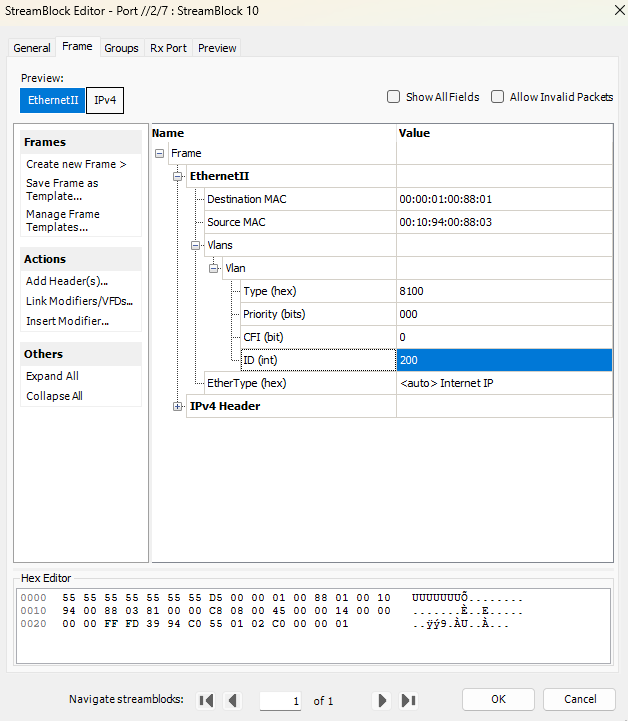 StreamBlock Editor - Port //2/7 : StreamBlock 10
General Frame Groups Rx Port Preview
Preview:
EthernetII IPv4
Show All Fields Allow Invalid Packets
Frames
Create new Frame >
Save Frame as
Template...
Manage Frame
Templates...
Actions
Add Header(s)...
Link Modifiers/VFDs...
Insert Modifier...
Others
Expand All
Collapse All
Name Value
Frame
EthernetII
Destination MAC 00:00:01:00:88:01
Source MAC 00:10:94:00:88:03
Vlans
Vlan
Type (hex) 8100
Priority (bits) 000
CFI (bit) 0
ID (int) 200
EtherType (hex) <auto> Internet IP
IPv4 Header
Hex Editor
0000 55 55 55 55 55 55 55 D5 00 00 01 00 88 01 00 10 UUUUUUUÕ........
0010 94 00 88 03 81 00 00 C8 08 00 45 00 00 14 00 00 .......È..E.....
0020 00 00 FF FD 39 94 C0 55 01 02 C0 00 00 01 ..ÿý9.ÀU..À...
Navigate streamblocks: 1 of 1 OK Cancel